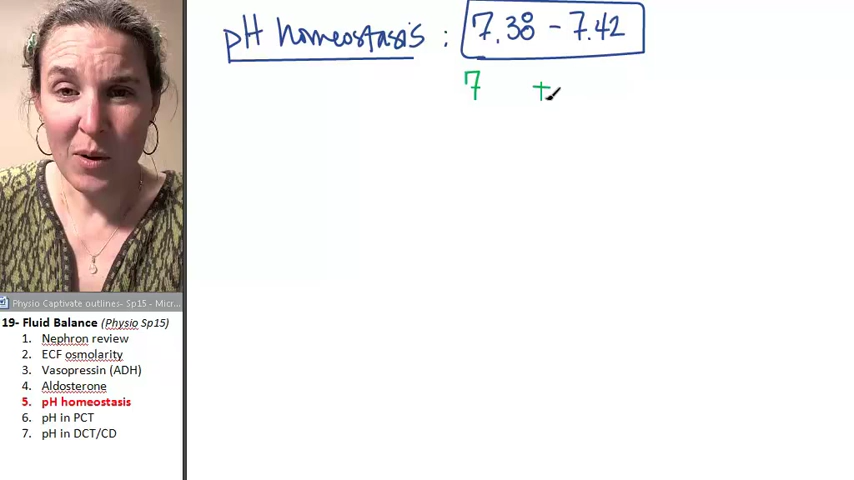 pH homeostasis : 7.38 - 7.42
7 t
Physio Captivate outlines- Sp15 - Micr...
19- Fluid Balance (Physio Sp15)
1. Nephron review
2. ECF osmolarity
3. Vasopressin (ADH)
4. Aldosterone
5. pH homeostasis
6. pH in PCT
7. pH in DCT/CD